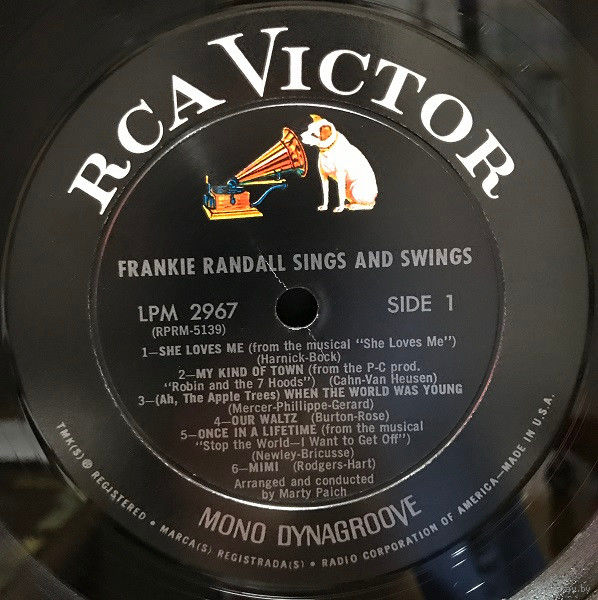 RCA VICTOR
FRANKIE RANDALL SINGS AND SWINGS
LPM 2967
SIDE 1
(RPRM-5139)
1—SHE LOVES ME (from the musical "She Loves Me")
(Harnick-Bock)
2—MY KIND OF TOWN (from the P-C prod.
"Robin and the 7 Hoods") (Cahn-Van Heusen)
3—(Ah, The Apple Trees) WHEN THE WORLD WAS YOUNG
(Mercer-Phillippe-Gerard)
4—OUR WALTZ (Burton-Rose)
5—ONCE IN A LIFETIME (from the musical
"Stop the World—I Want to Get Off")
(Newley-Bricusse)
6—MIMI (Rodgers-Hart)
Arranged and conducted
by Marty Paich
MONO DYNAGROOVE
TMK(S) ® REGISTERED • MARCA(S) REGISTRADA(S) • RADIO CORPORATION OF AMERICA—MADE IN U.S.A.